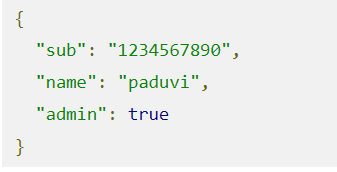 {
"sub": "1234567890",
"name": "paduvi",
"admin": true
}